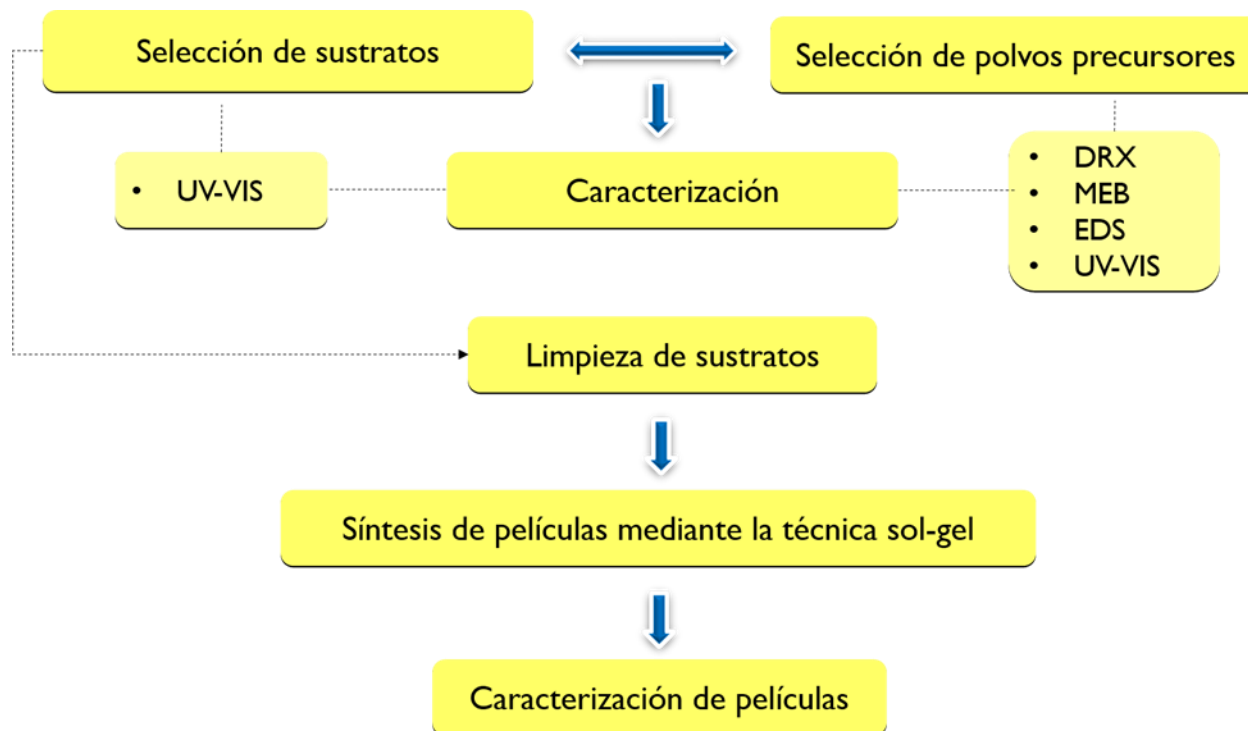 Selección de sustratos
Selección de polvos precursores
• UV-VIS
Caracterización
• DRX
• MEB
• EDS
• UV-VIS
Limpieza de sustratos
Síntesis de películas mediante la técnica sol-gel
Caracterización de películas